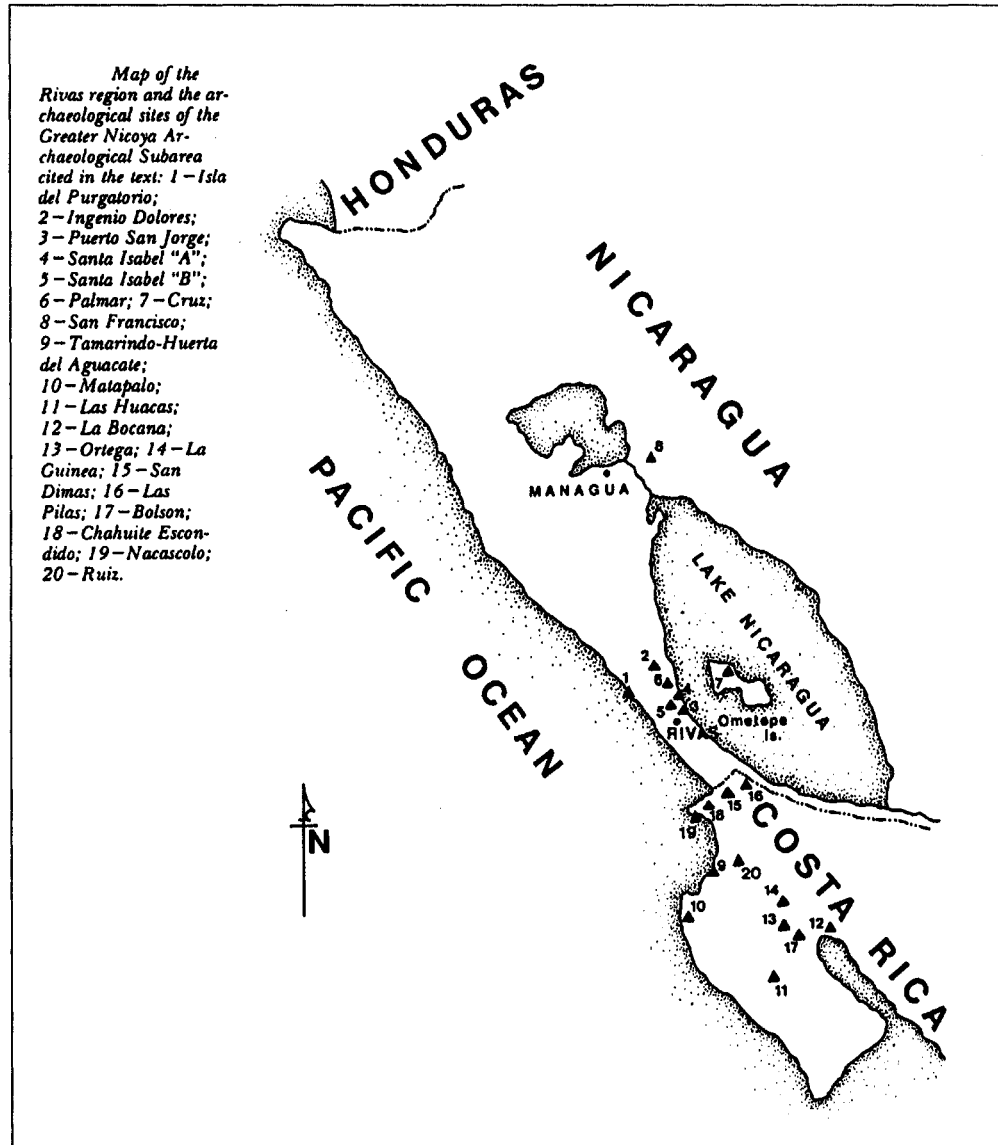 Map of the
Rivas region and the ar-
chaeological sites of the
Greater Nicoya Ar-
chaeological Subarea
cited in the text: 1–Isla
del Purgatorio;
2–Ingenio Dolores;
3–Puerto San Jorge;
4–Santa Isabel "A";
5–Santa Isabel "B";
6–Palmar; 7–Cruz;
8–San Francisco;
9–Tamarindo-Huerta
del Aguacate;
10–Matapalo;
11–Las Huacas;
12–La Bocana;
13–Ortega; 14–La
Guinea; 15–San
Dimas; 16–Las
Pilas; 17–Bolson;
18–Chahuite Escon-
dido; 19–Nacascolo;
20–Ruiz.
HONDURAS
NICARAGUA
8
MANAGUA
PACIFIC
OCEAN
LAKE NICARAGUA
2
6
7
1
5
3
RIVAS
Ometepe
Is.
16
15
18
19
COSTA RICA
9
20
14
10
13
12
17
11
N